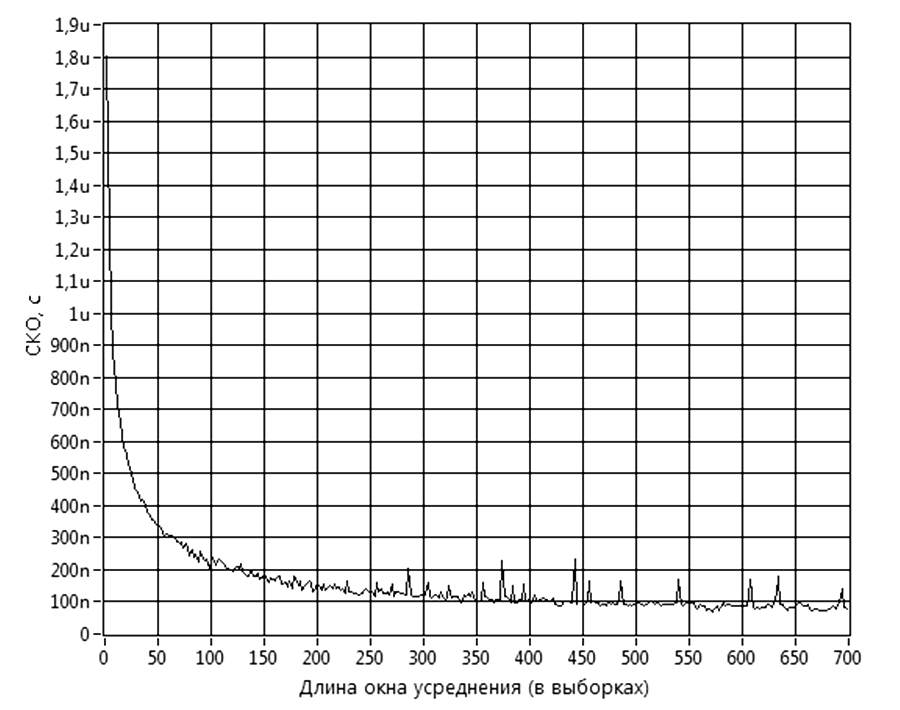 1,9u
1,8u
1,7u
1,6u
1,5u
1,4u
1,3u
1,2u
1,1u
1u
900n
800n
700n
600n
500n
400n
300n
200n
100n
0
СКО, с
0 50 100 150 200 250 300 350 400 450 500 550 600 650 700
Длина окна усреднения (в выборках)